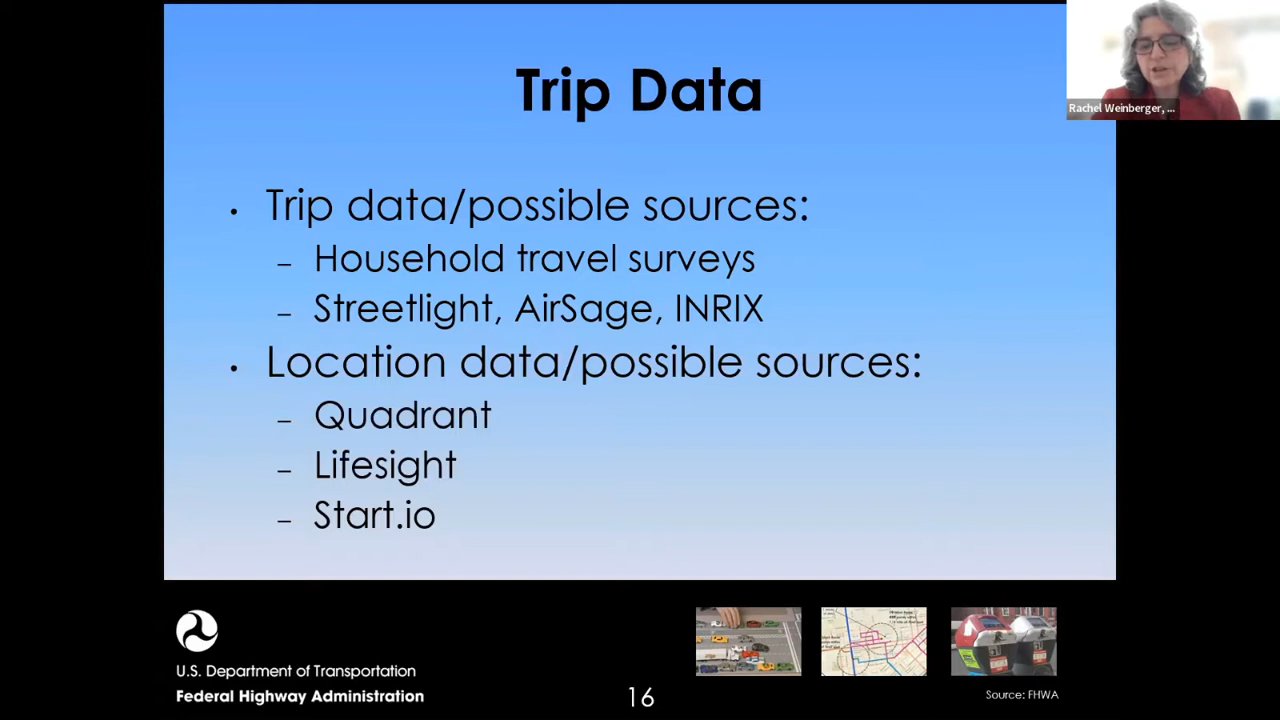 Trip Data
Rachel Weinberger, ...
• Trip data/possible sources:
– Household travel surveys
– Streetlight, AirSage, INRIX
• Location data/possible sources:
– Quadrant
– Lifesight
– Start.io
U.S. Department of Transportation
Federal Highway Administration
16
Source: FHWA